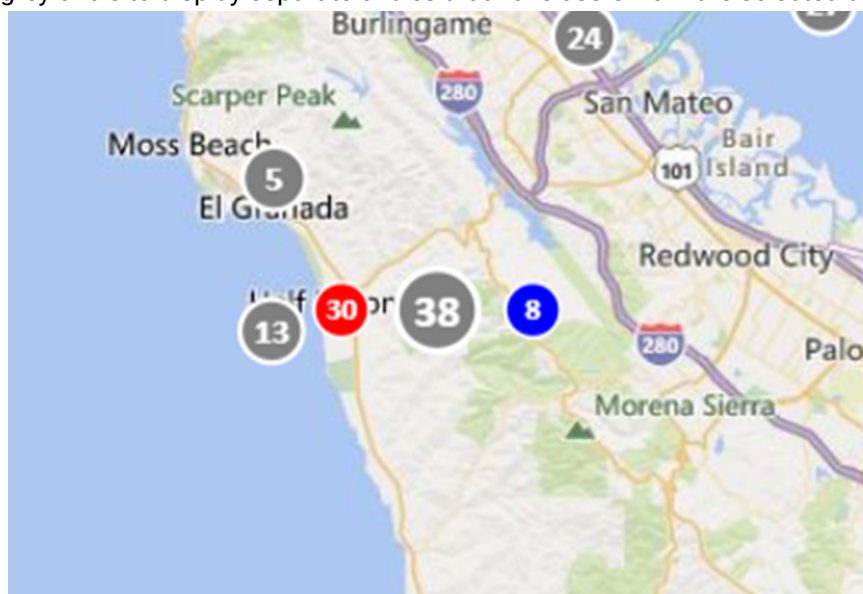 Burlingame
24
280
Scarper Peak
San Mateo
Moss Beach
Bair
Island
101
5
El Granada
Redwood City
30
38
8
13
280
Palo
Morena Sierra